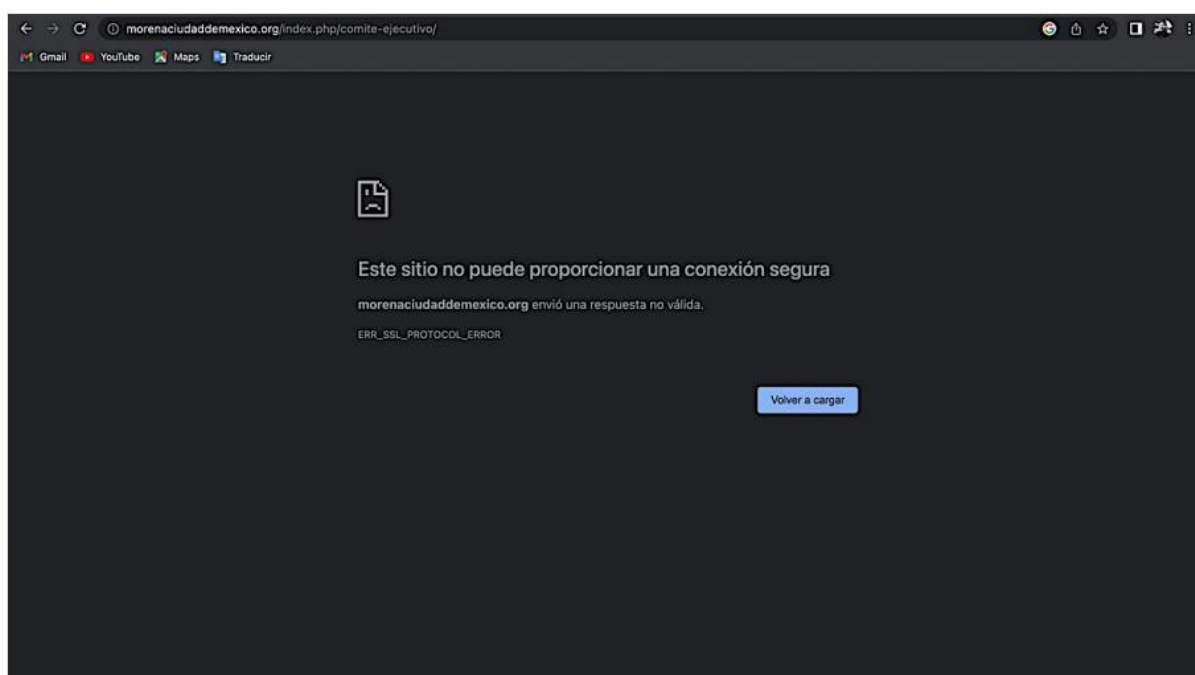 morenaciudaddemexico.org/index.php/comite-ejecutivo/
Gmail YouTube Maps Traducir
Este sitio no puede proporcionar una conexión segura
morenaciudaddemexico.org envió una respuesta no válida.
ERR_SSL_PROTOCOL_ERROR
Volver a cargar